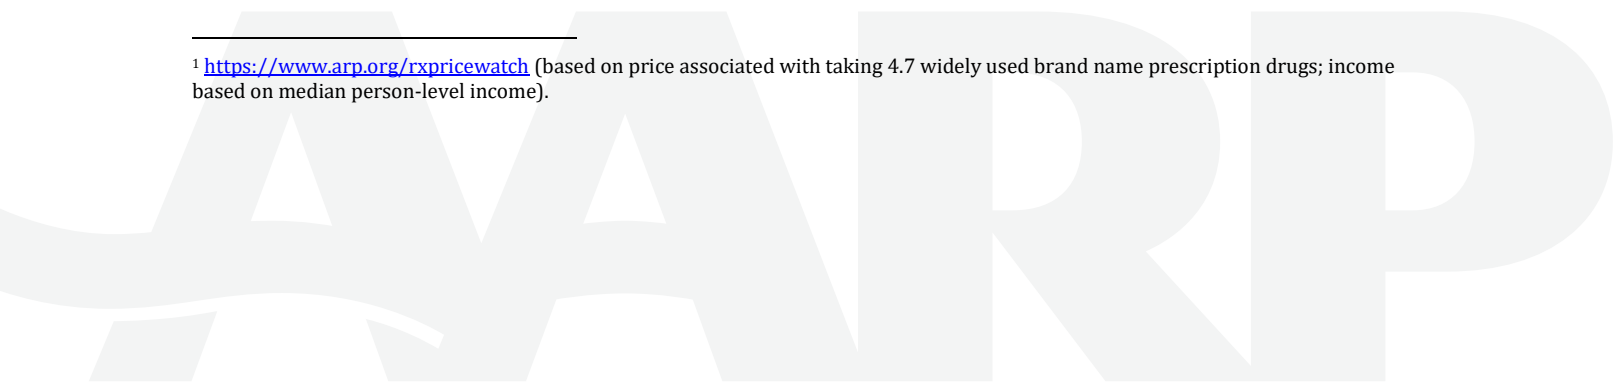 1 https://www.arp.org/rxpricewatch (based on price associated with taking 4.7 widely used brand name prescription drugs; income
based on median person-level income).
AARP